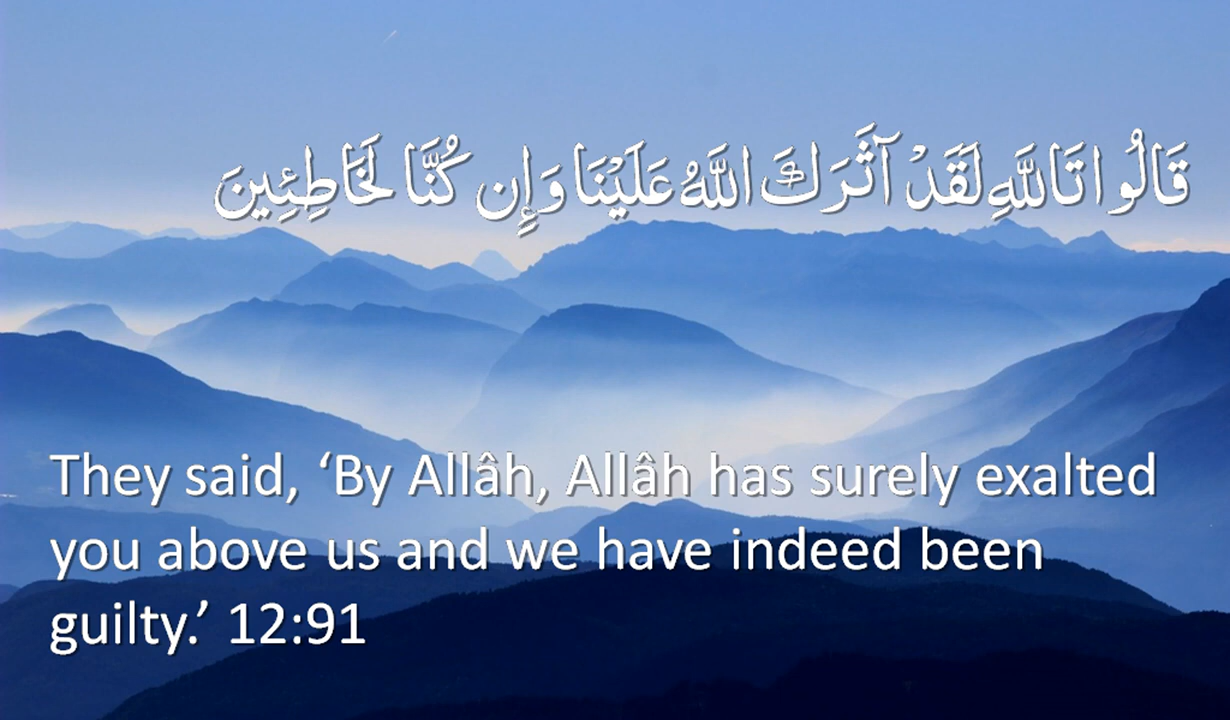 قَالُوا تَاللَّهِ لَقَدْ آثَرَكَ اللَّهُ عَلَيْنَا وَإِن كُنَّا لَخَاطِئِينَ
They said, ‘By Allâh, Allâh has surely exalted
you above us and we have indeed been
guilty.’ 12:91